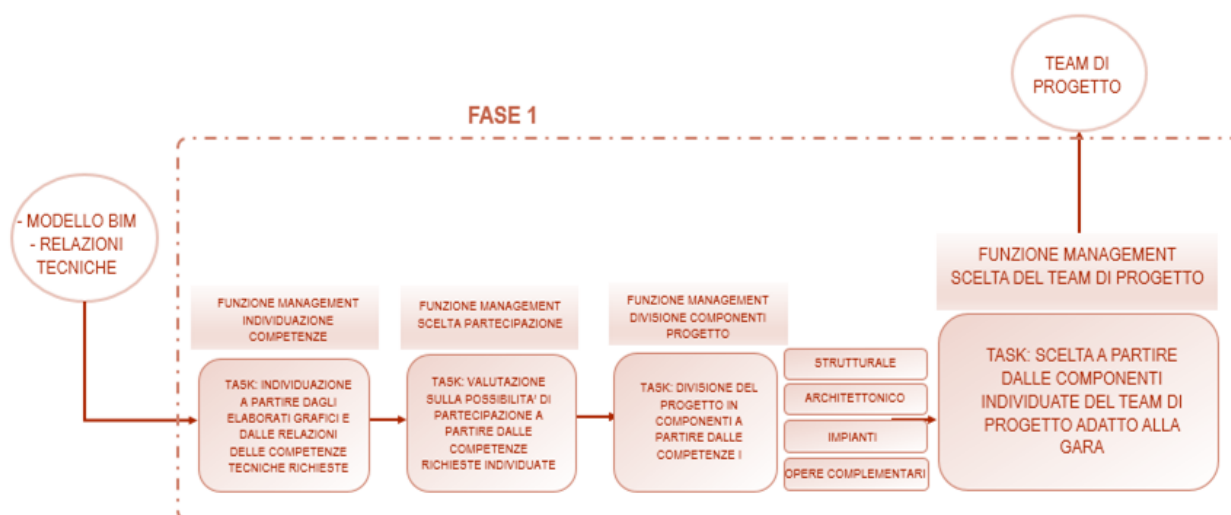 TEAM DI
PROGETTO
FASE 1
- MODELLO BIM
- RELAZIONI
TECNICHE
FUNZIONE MANAGEMENT
INDIVIDUAZIONE
COMPETENZE
TASK: INDIVIDUAZIONE
A PARTIRE DAGLI
ELABORATI GRAFICI E
DALLE RELAZIONI
DELLE COMPETENZE
TECNICHE RICHIESTE
FUNZIONE MANAGEMENT
SCELTA PARTECIPAZIONE
TASK: VALUTAZIONE
SULLA POSSIBILITA' DI
PARTECIPAZIONE A
PARTIRE DALLE
COMPETENZE
RICHIESTE INDIVIDUATE
FUNZIONE MANAGEMENT
DIVISIONE COMPONENTI
PROGETTO
TASK: DIVISIONE DEL
PROGETTO IN
COMPONENTI A
PARTIRE DALLE
COMPETENZE I
STRUTTURALE
ARCHITETTONICO
IMPIANTI
OPERE COMPLEMENTARI
FUNZIONE MANAGEMENT
SCELTA DEL TEAM DI PROGETTO
TASK: SCELTA A PARTIRE
DALLE COMPONENTI
INDIVIDUATE DEL TEAM DI
PROGETTO ADATTO ALLA
GARA